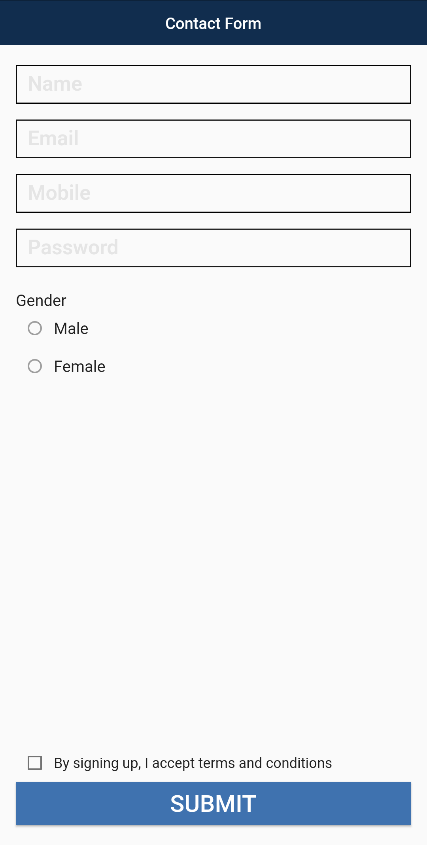 Contact Form
Name
Email
Mobile
Password
Gender
Male
Female
By signing up, I accept terms and conditions
SUBMIT